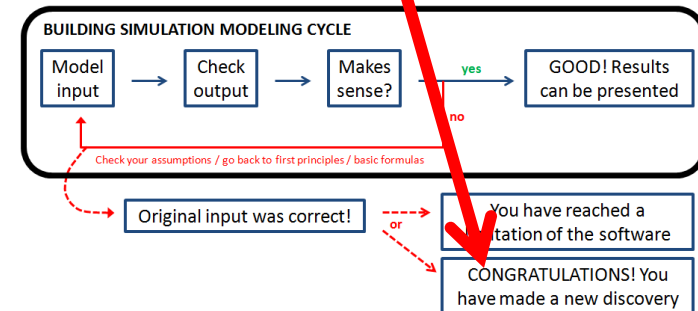 BUILDING SIMULATION MODELING CYCLE
Model
input
Check
output
Makes
sense?
yes
GOOD! Results
can be presented
no
Check your assumptions / go back to first principles / basic formulas
Original input was correct!
or
You have reached a
of the software
CONGRATULATIONS! You
have made a new discovery